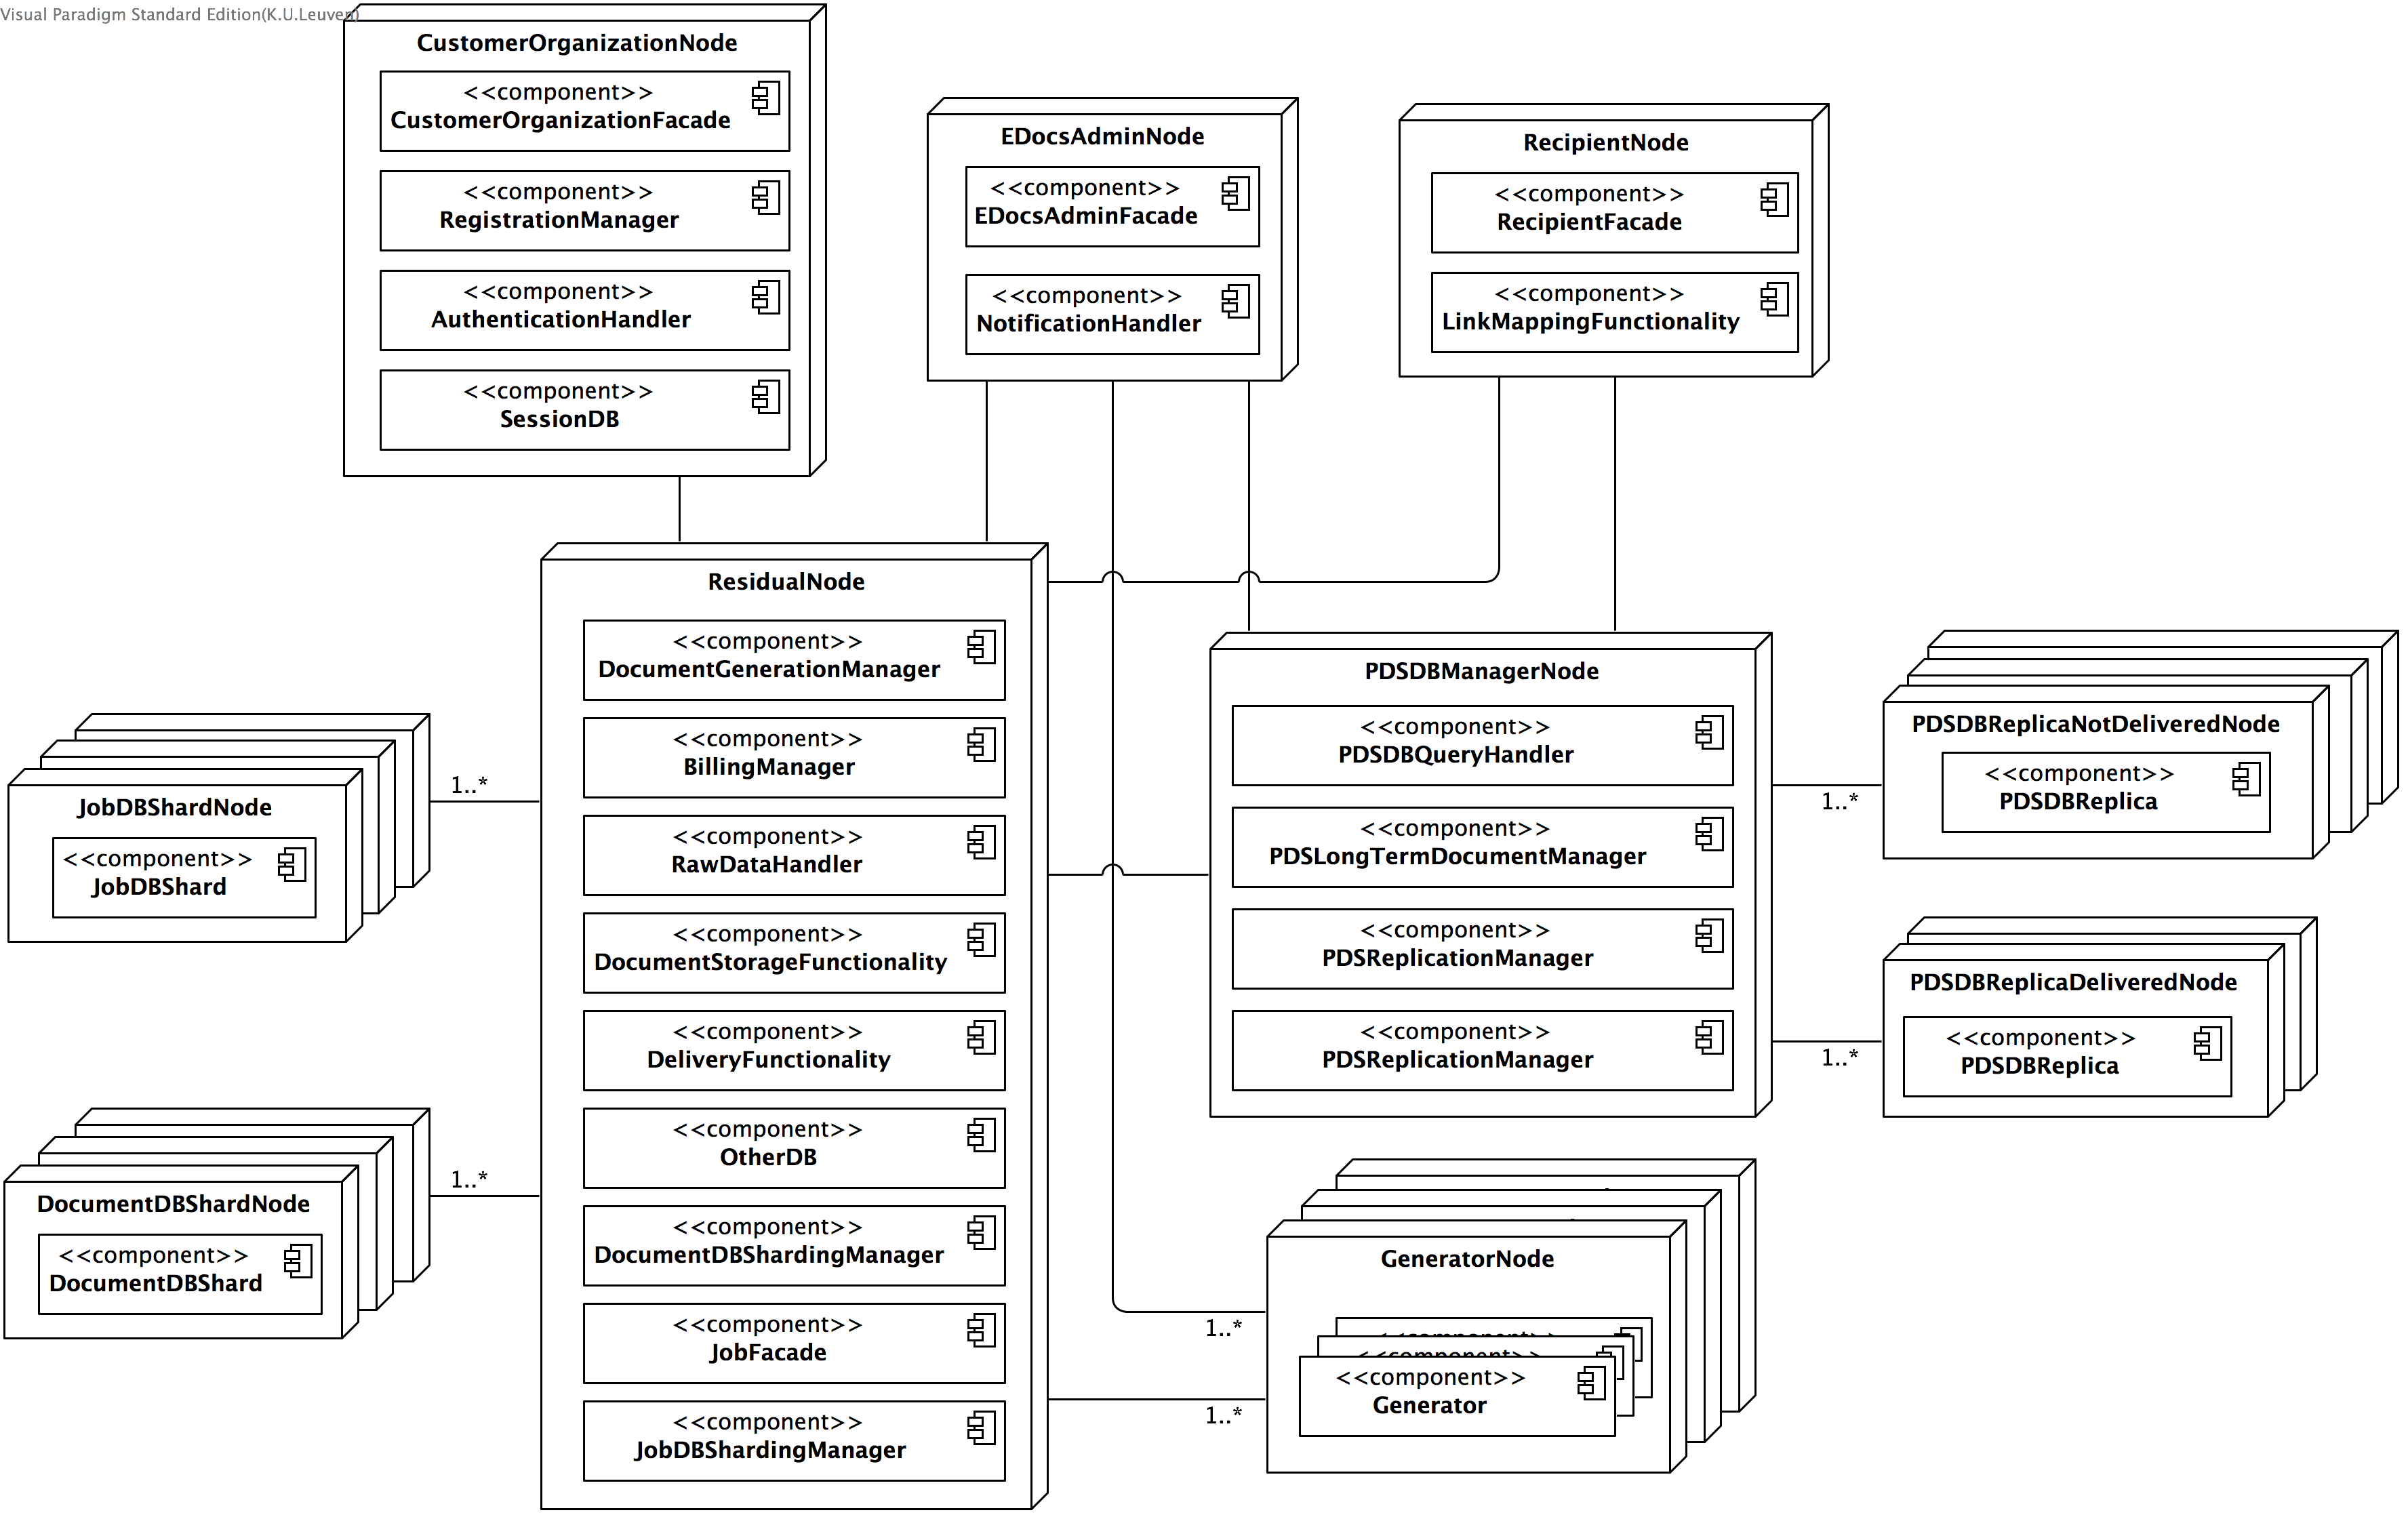 Visual Paradigm Standard Edition(K.U.Leuven)
CustomerOrganizationNode
<<component>>
CustomerOrganizationFacade
<<component>>
RegistrationManager
<<component>>
AuthenticationHandler
<<component>>
SessionDB
EDocsAdminNode
<<component>>
EDocsAdminFacade
<<component>>
NotificationHandler
RecipientNode
<<component>>
RecipientFacade
<<component>>
LinkMappingFunctionality
ResidualNode
<<component>>
DocumentGenerationManager
<<component>>
BillingManager
<<component>>
RawDataHandler
<<component>>
DocumentStorageFunctionality
<<component>>
DeliveryFunctionality
<<component>>
OtherDB
<<component>>
DocumentDBShardingManager
<<component>>
JobFacade
<<component>>
JobDBShardingManager
JobDBShardNode
<<component>>
JobDBShard
1..*
DocumentDBShardNode
<<component>>
DocumentDBShard
1..*
PDSDBManagerNode
<<component>>
PDSDBQueryHandler
<<component>>
PDSLongTermDocumentManager
<<component>>
PDSReplicationManager
<<component>>
PDSReplicationManager
PDSDBReplicaNotDeliveredNode
<<component>>
PDSDBReplica
1..*
PDSDBReplicaDeliveredNode
<<component>>
PDSDBReplica
1..*
GeneratorNode
<<component>>
<<component>>
<<component>>
Generator
1..*
1..*